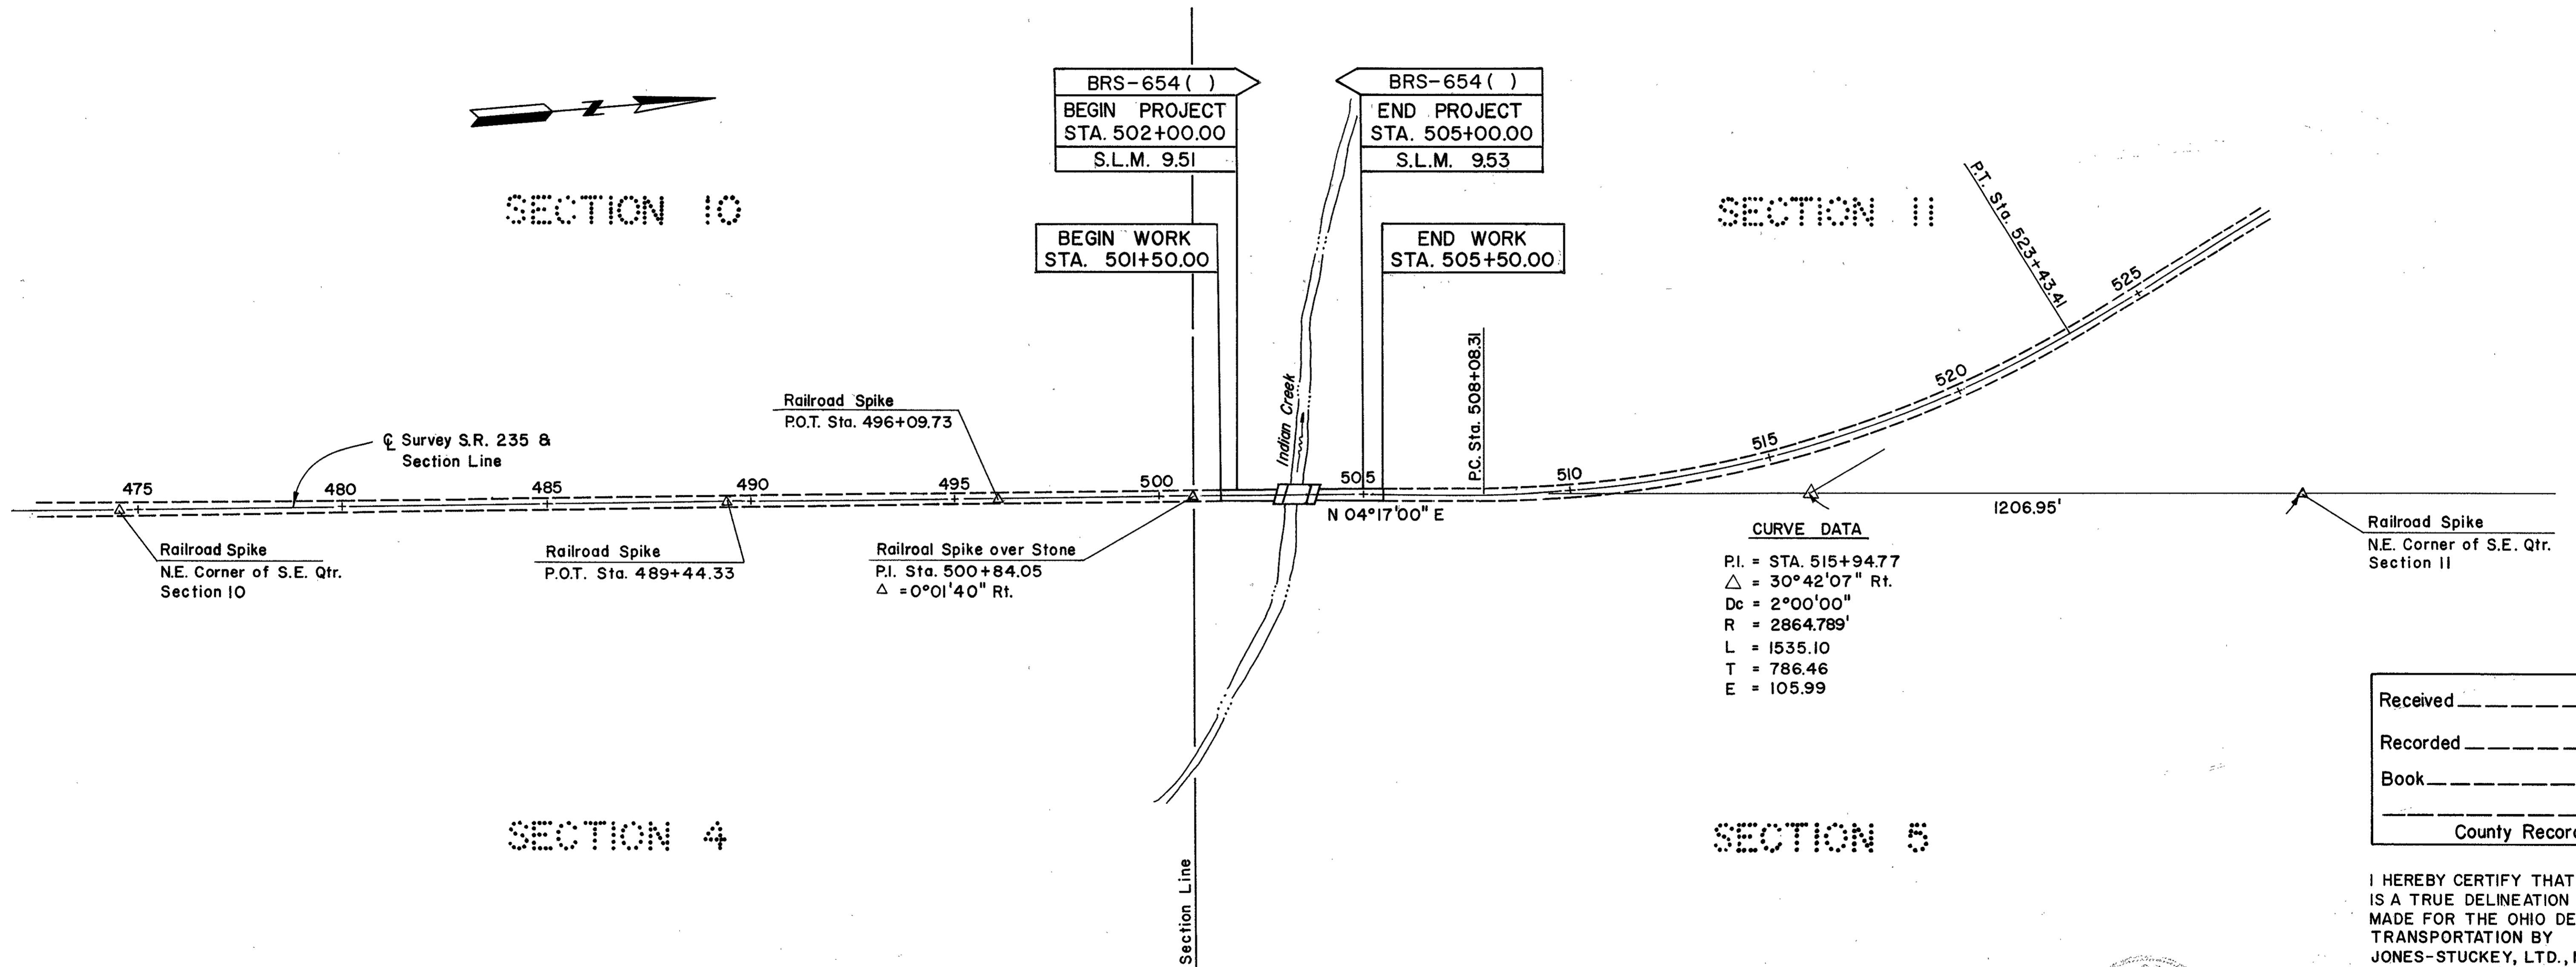 BRS-654 ( )
BEGIN PROJECT
STA. 502+00.00
S.L.M. 9.51
BRS-654 ( )
END PROJECT
STA. 505+00.00
S.L.M. 9.53
N
SECTION 10
SECTION 11
BEGIN WORK
STA. 501+50.00
END WORK
STA. 505+50.00
P.T. Sta. 523+43.41
P.C. Sta. 508+08.31
Indian Creek
Railroad Spike
P.O.T. Sta. 496+09.73
℄ Survey S.R. 235 &
Section Line
475
480
485
490
495
500
505
510
515
520
525
N 04°17'00" E
1206.95'
Railroad Spike
N.E. Corner of S.E. Qtr.
Section 10
Railroad Spike
P.O.T. Sta. 489+44.33
Railroal Spike over Stone
P.I. Sta. 500+84.05
△ =0°01'40" Rt.
CURVE DATA
P.I. = STA. 515+94.77
△ = 30°42'07" Rt.
Dc = 2°00'00"
R = 2864.789'
L = 1535.10
T = 786.46
E = 105.99
Railroad Spike
N.E. Corner of S.E. Qtr.
Section 11
SECTION 4
SECTION 5
Section Line
Received
Recorded
Book
County Record
I HEREBY CERTIFY THAT
IS A TRUE DELINEATION
MADE FOR THE OHIO DE
TRANSPORTATION BY
JONES-STUCKEY, LTD.,